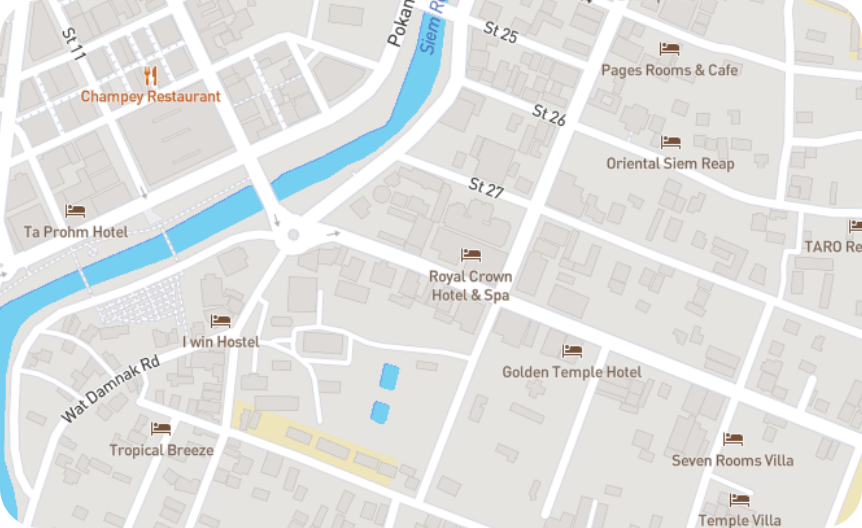 Pokan
Siem R
St 11
St 25
Pages Rooms & Cafe
Champey Restaurant
St 26
Oriental Siem Reap
St 27
Ta Prohm Hotel
TARO Re
Royal Crown
Hotel & Spa
I win Hostel
Golden Temple Hotel
Wat Damnak Rd
Tropical Breeze
Seven Rooms Villa
Temple Villa